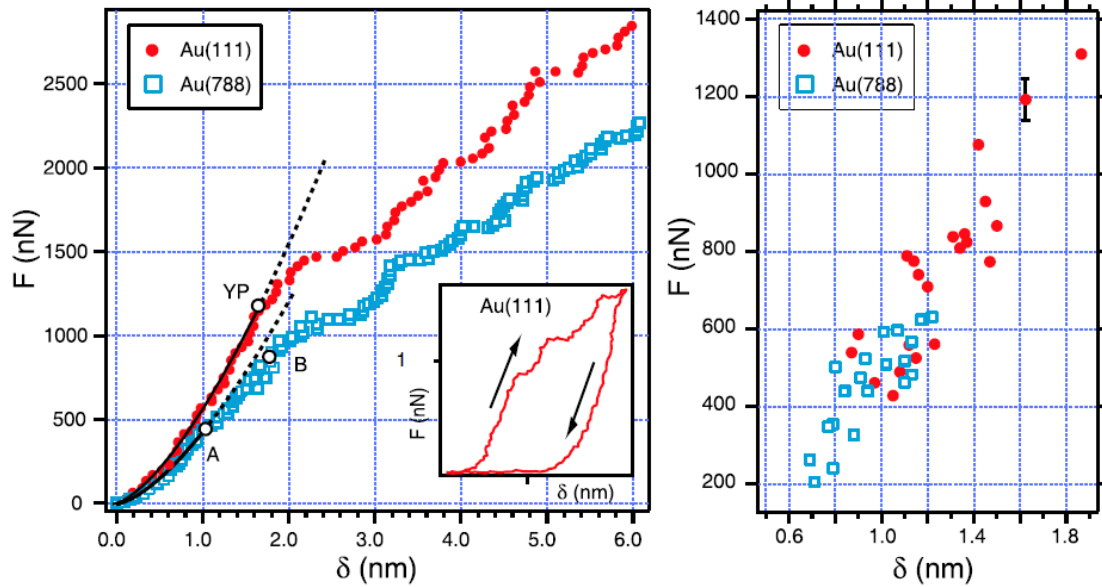 Au(111)
Au(788)
F (nN)
2500
2000
1500
1000
500
0
YP
A
B
Au(111)
1
F (nN)
δ (nm)
0.0 1.0 2.0 3.0 4.0 5.0 6.0
δ (nm)
Au(111)
Au(788)
F (nN)
1400
1200
1000
800
600
400
200
0.6 1.0 1.4 1.8
δ (nm)